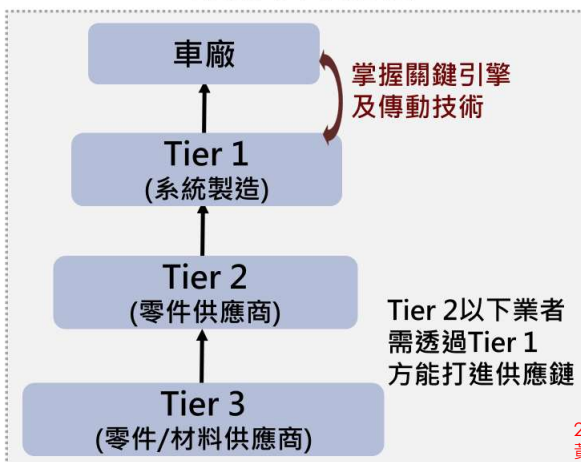 車廠
掌握關鍵引擎
及傳動技術
Tier 1
(系統製造)
Tier 2
(零件供應商)
Tier 2以下業者
需透過Tier 1
方能打進供應鏈
Tier 3
(零件/材料供應商)
2